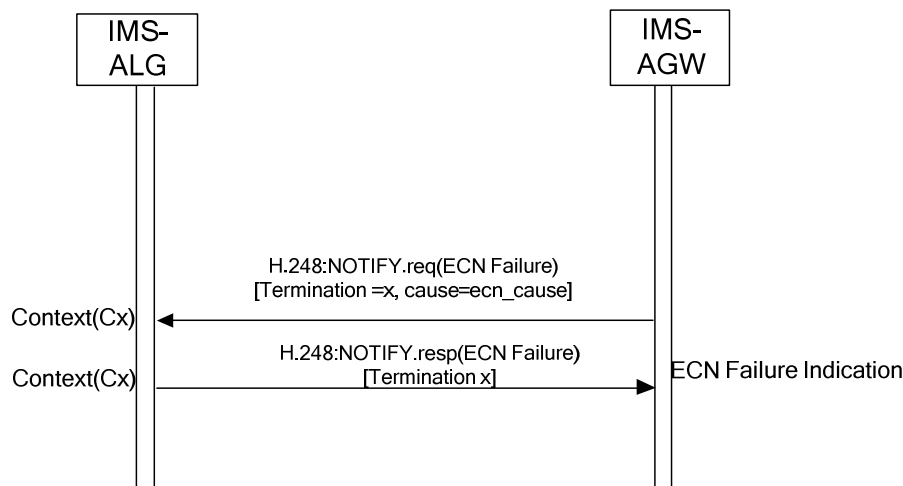 IMS-
ALG
IMS-
AGW
H.248:NOTIFY.req(ECN Failure)
[Termination =x, cause=ecn_cause]
Context(Cx)
H.248:NOTIFY.resp(ECN Failure)
[Termination x]
Context(Cx)
ECN Failure Indication